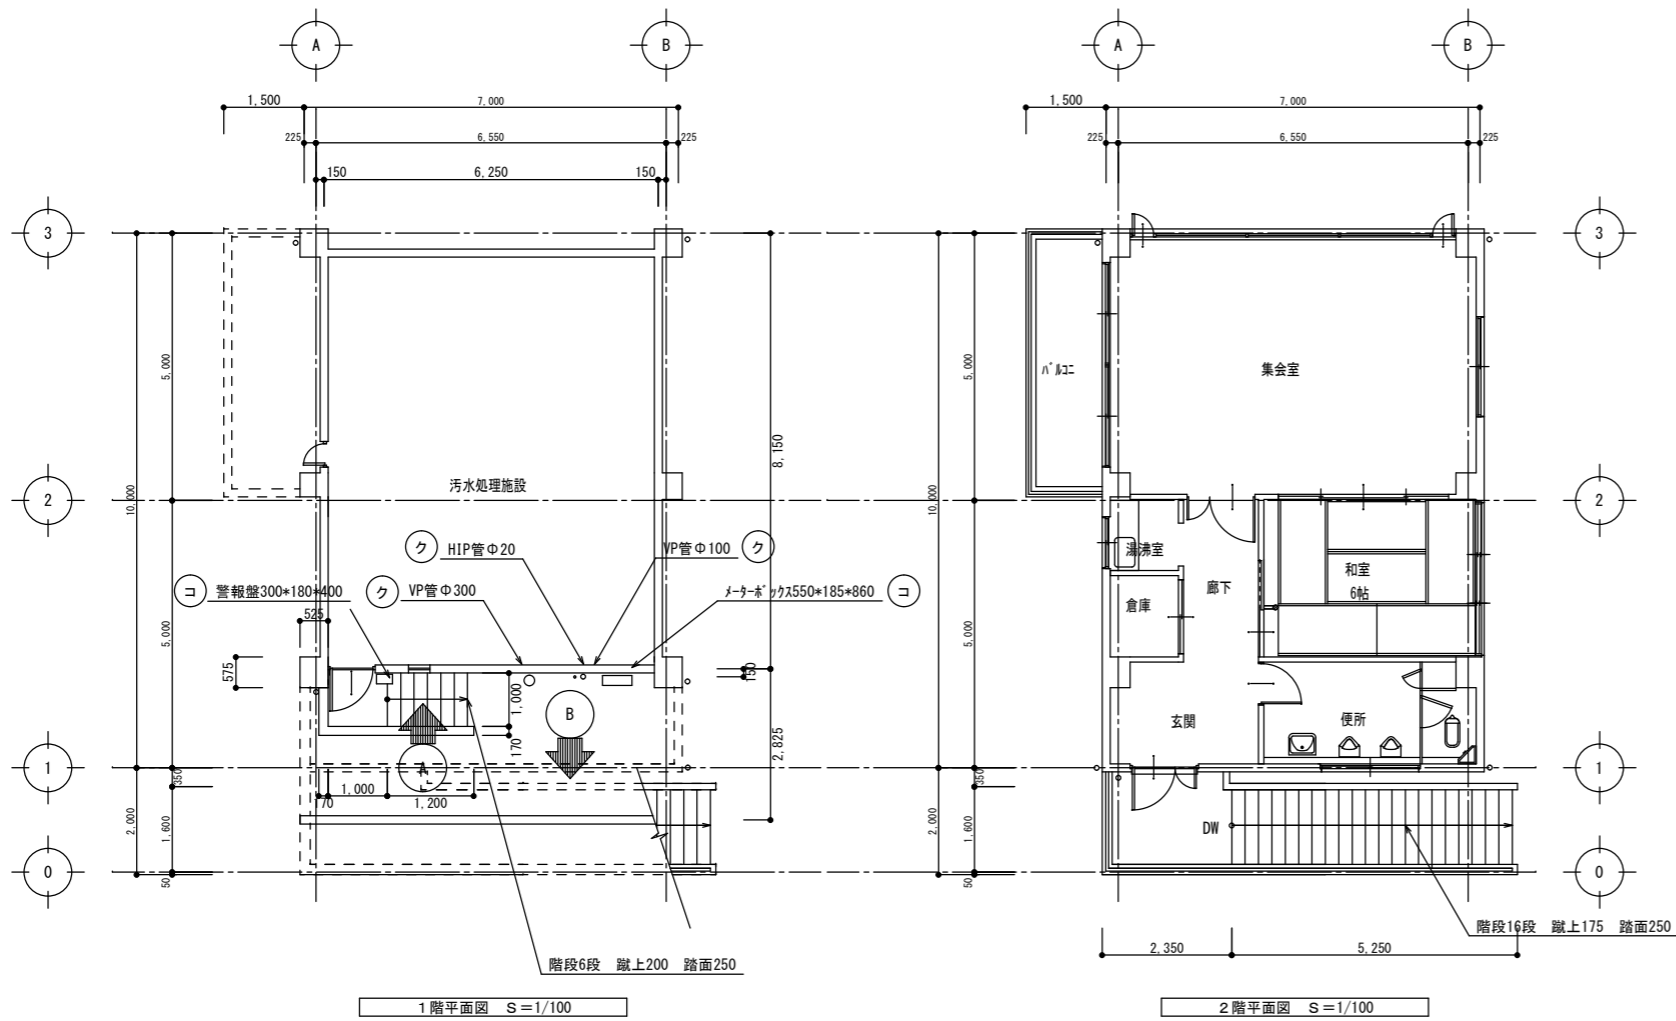 A
B
1,500
7,000
225
6,550
225
150
6,250
150
3
2
1
0
5,000
10,000
5,000
2,000
350
1,600
50
575
525
8,150
150
2,825
汚水処理施設
ク
HIP管Φ20
VP管Φ100
ク
コ
警報盤300*180*400
ク
VP管Φ300
メーターボックス550*185*860
コ
1,000
170
B
A
170
1,000
1,200
階段6段 蹴上200 踏面250
1階平面図 S=1/100
A
B
1,500
7,000
225
6,550
225
3
2
1
0
5,000
10,000
5,000
2,000
350
1,600
50
バルコニ
集会室
湯沸室
倉庫
廊下
和室
6帖
玄関
便所
DW
階段16段 蹴上175 踏面250
2,350
5,250
2階平面図 S=1/100